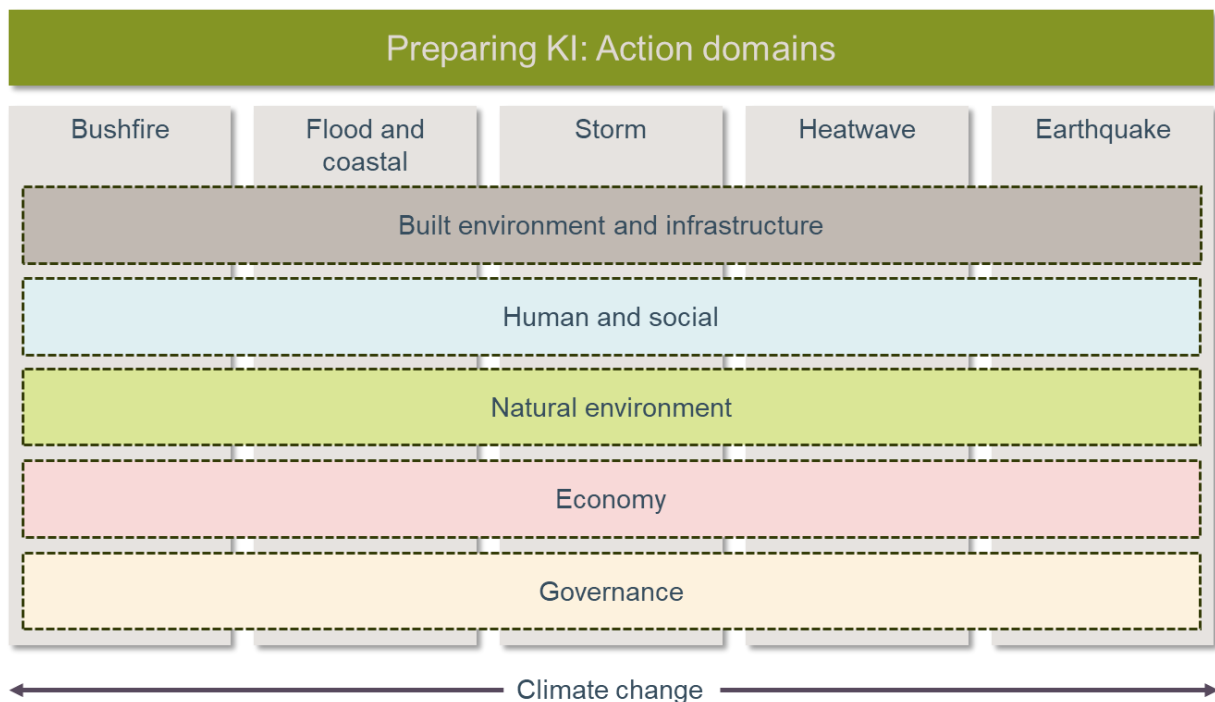 Preparing KI: Action domains
Bushfire
Flood and
coastal
Storm
Heatwave
Earthquake
Built environment and infrastructure
Human and social
Natural environment
Economy
Governance
Climate change